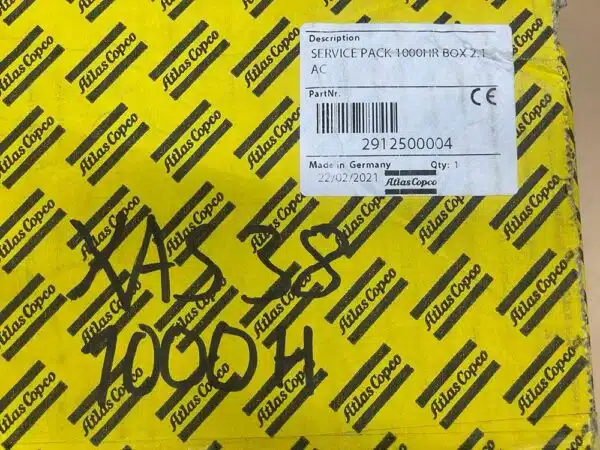 Description
SERVICE PACK 1000HR BOX 2.1
AC
PartNr.
CE
2912500004
Made in Germany Qty: 1
22/02/2021 Atlas Copco
XAS 38
1000 H
Atlas Copco